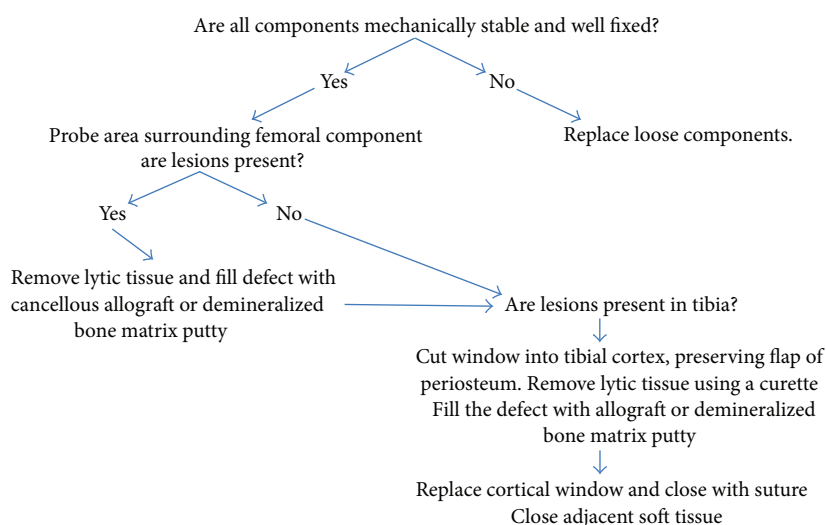 Are all components mechanically stable and well fixed?
Yes
No
Probe area surrounding femoral component
are lesions present?
Replace loose components.
Yes
No
Remove lytic tissue and fill defect with
cancellous allograft or demineralized
bone matrix putty
Are lesions present in tibia?
Cut window into tibial cortex, preserving flap of
periosteum. Remove lytic tissue using a curette
Fill the defect with allograft or demineralized
bone matrix putty
Replace cortical window and close with suture
Close adjacent soft tissue